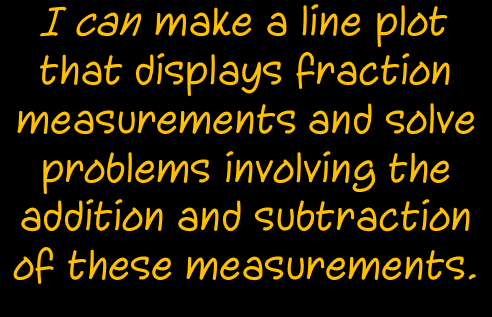 I can make a line plot
that displays fraction
measurements and solve
problems involving the
addition and subtraction
of these measurements.